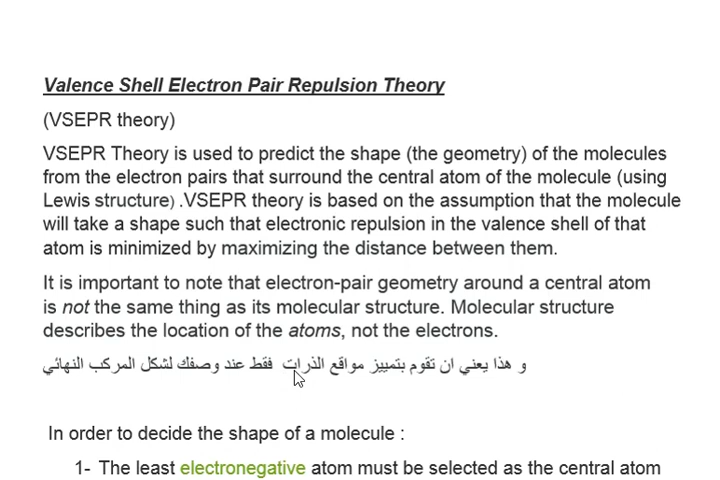 Valence Shell Electron Pair Repulsion Theory
(VSEPR theory)
VSEPR Theory is used to predict the shape (the geometry) of the molecules
from the electron pairs that surround the central atom of the molecule (using
Lewis structure) .VSEPR theory is based on the assumption that the molecule
will take a shape such that electronic repulsion in the valence shell of that
atom is minimized by maximizing the distance between them.
It is important to note that electron-pair geometry around a central atom
is not the same thing as its molecular structure. Molecular structure
describes the location of the atoms, not the electrons.
و هذا يعني ان تقوم بتمييز مواقع الذرات فقط عند وصفك لشكل المركب النهائي
In order to decide the shape of a molecule :
1- The least electronegative atom must be selected as the central atom